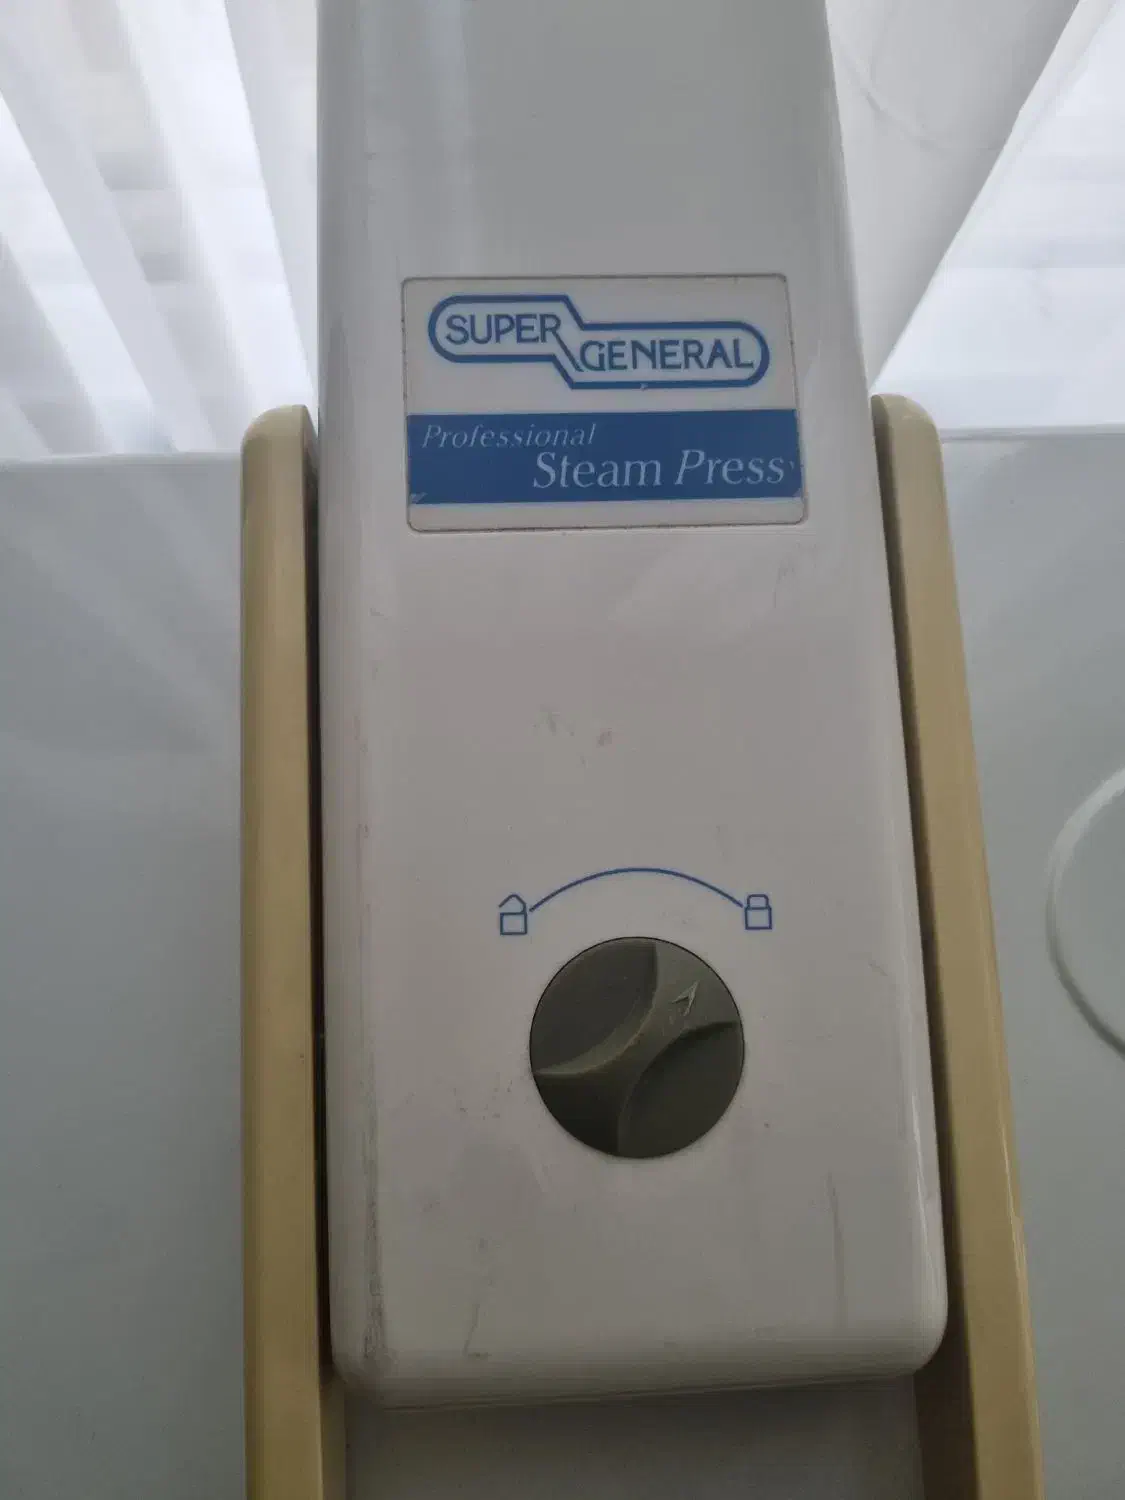 SUPER
GENERAL
Professional
Steam Press